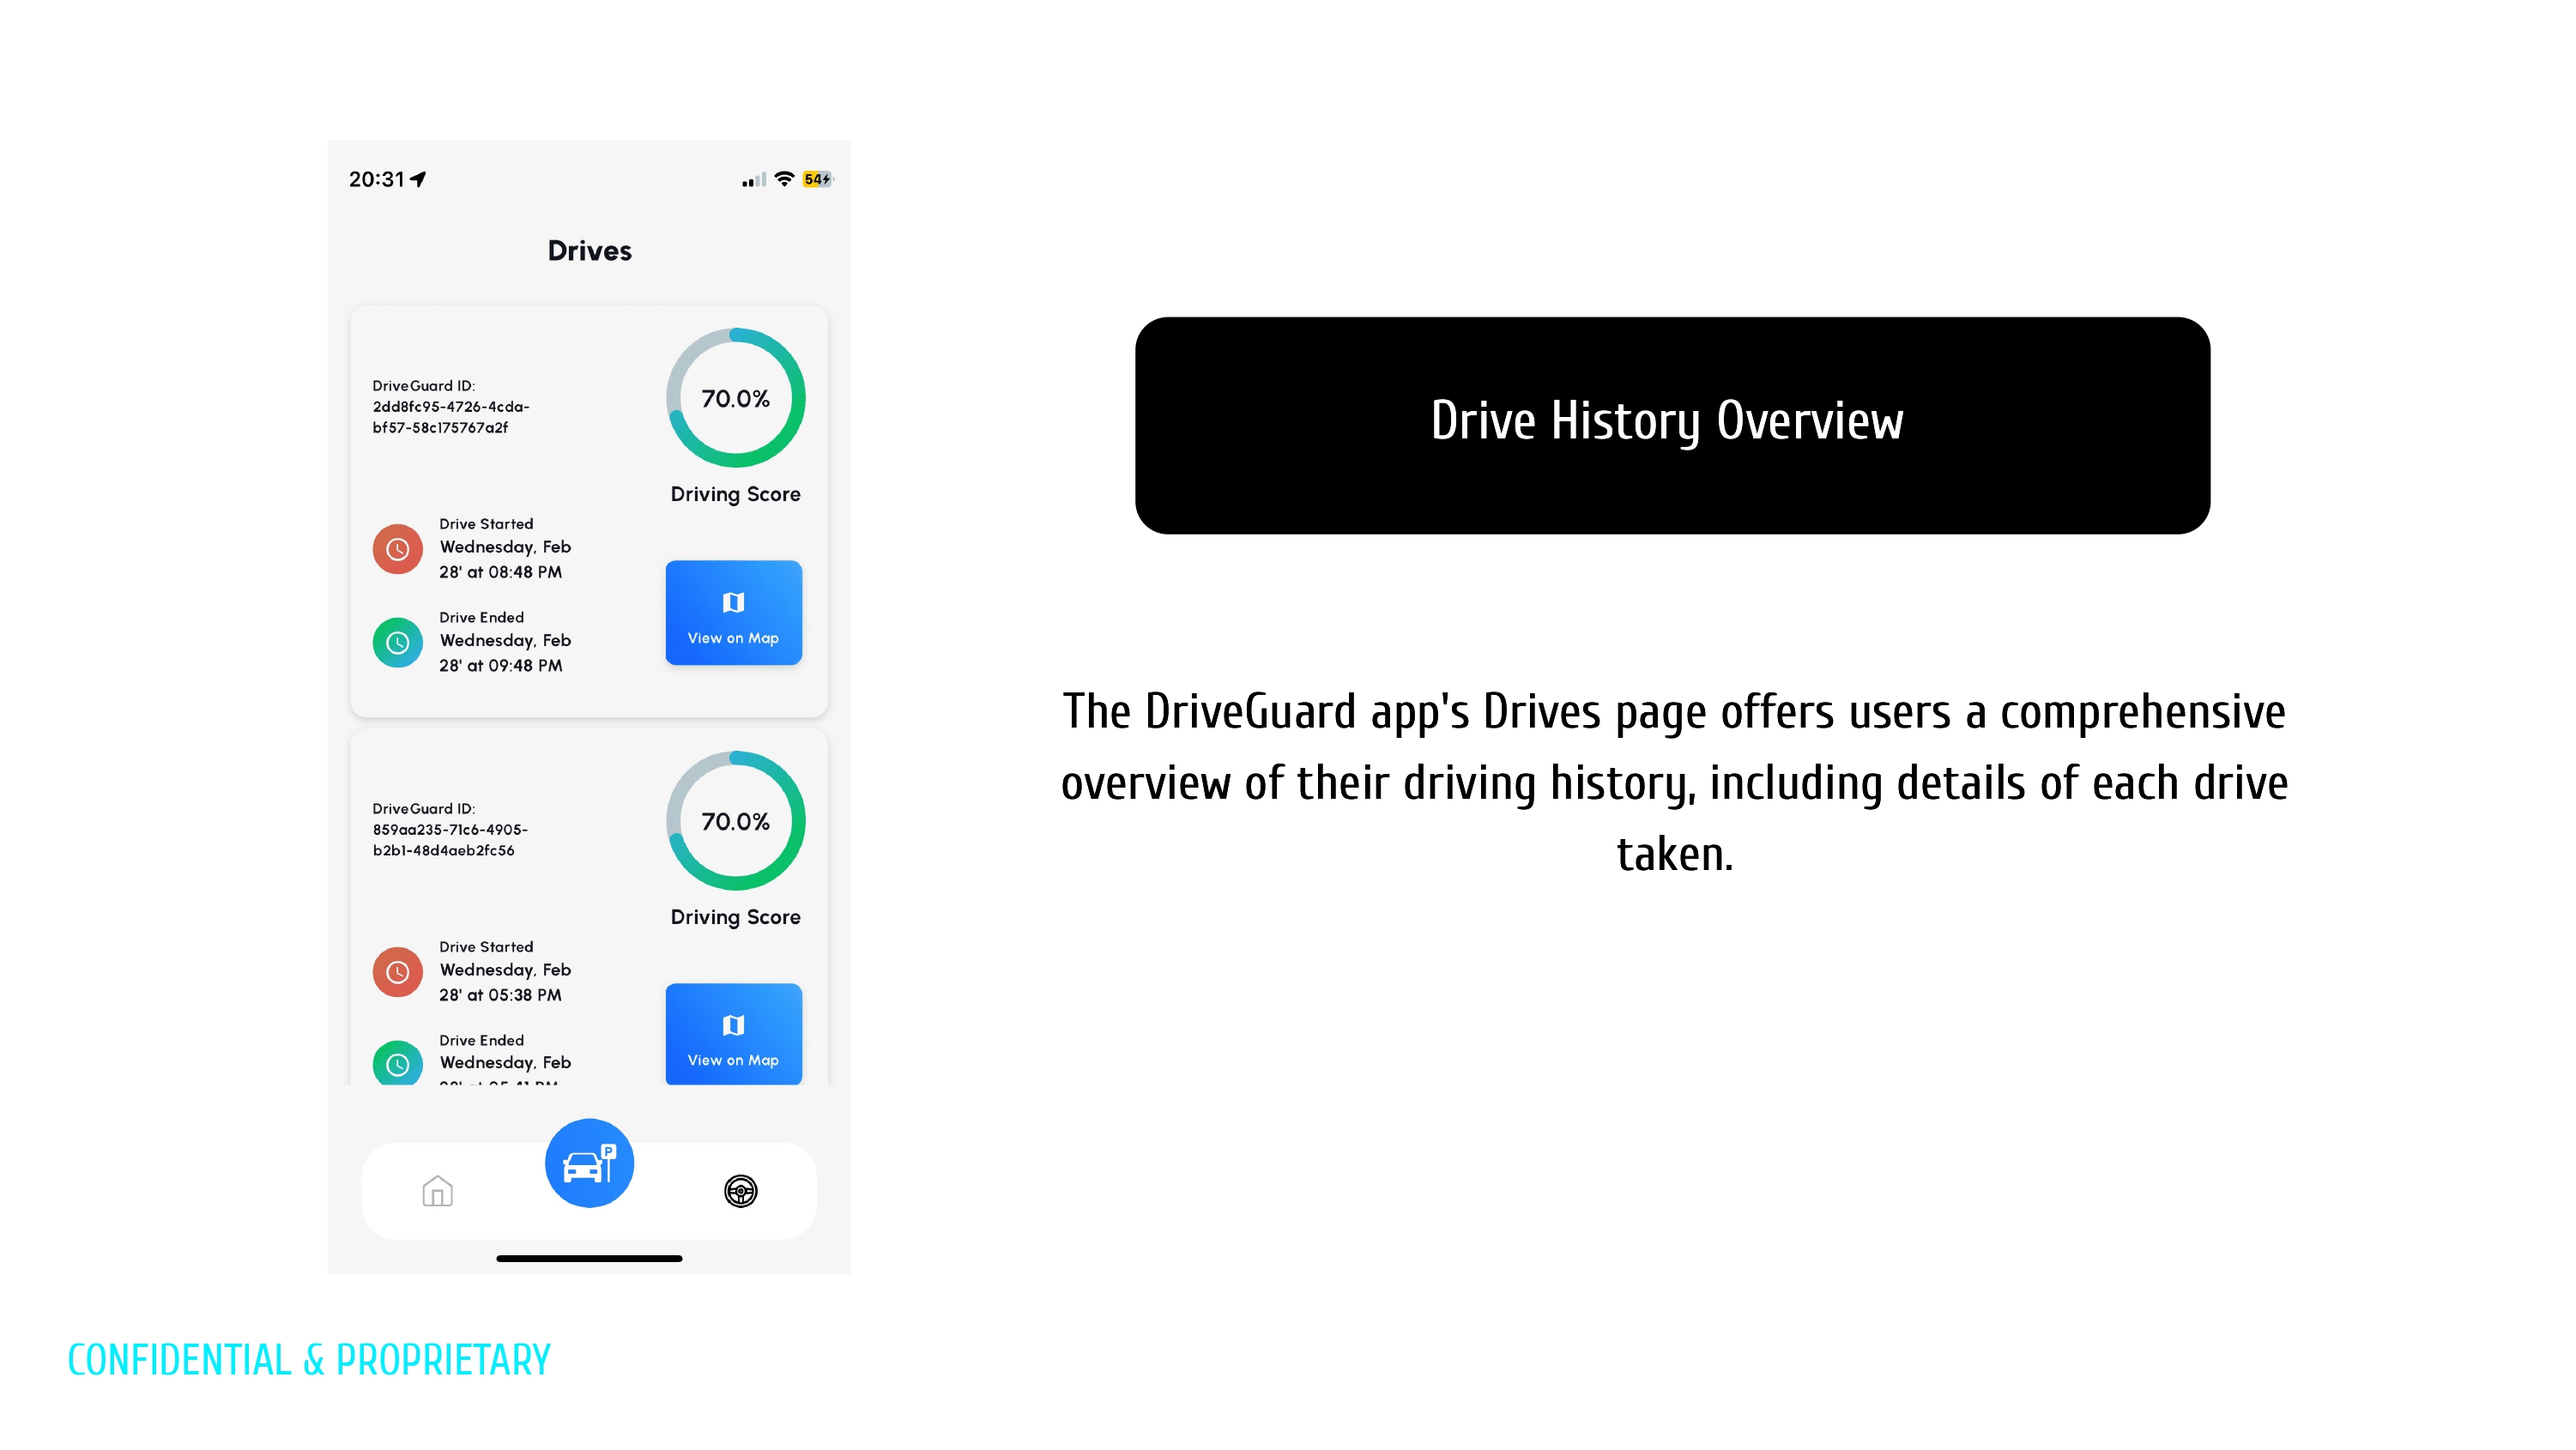 20:31
54
Drives
DriveGuard ID:
2dd8fc95-4726-4cda-
bf57-58c175767a2f
70.0%
Driving Score
Drive Started
Wednesday, Feb
28' at 08:48 PM
Drive Ended
Wednesday, Feb
28' at 09:48 PM
View on Map
DriveGuard ID:
859aa235-71c6-4905-
b2b1-48d4aeb2fc56
70.0%
Driving Score
Drive Started
Wednesday, Feb
28' at 05:38 PM
Drive Ended
Wednesday, Feb
View on Map
P
Drive History Overview
The DriveGuard app's Drives page offers users a comprehensive
overview of their driving history, including details of each drive
taken.
CONFIDENTIAL & PROPRIETARY